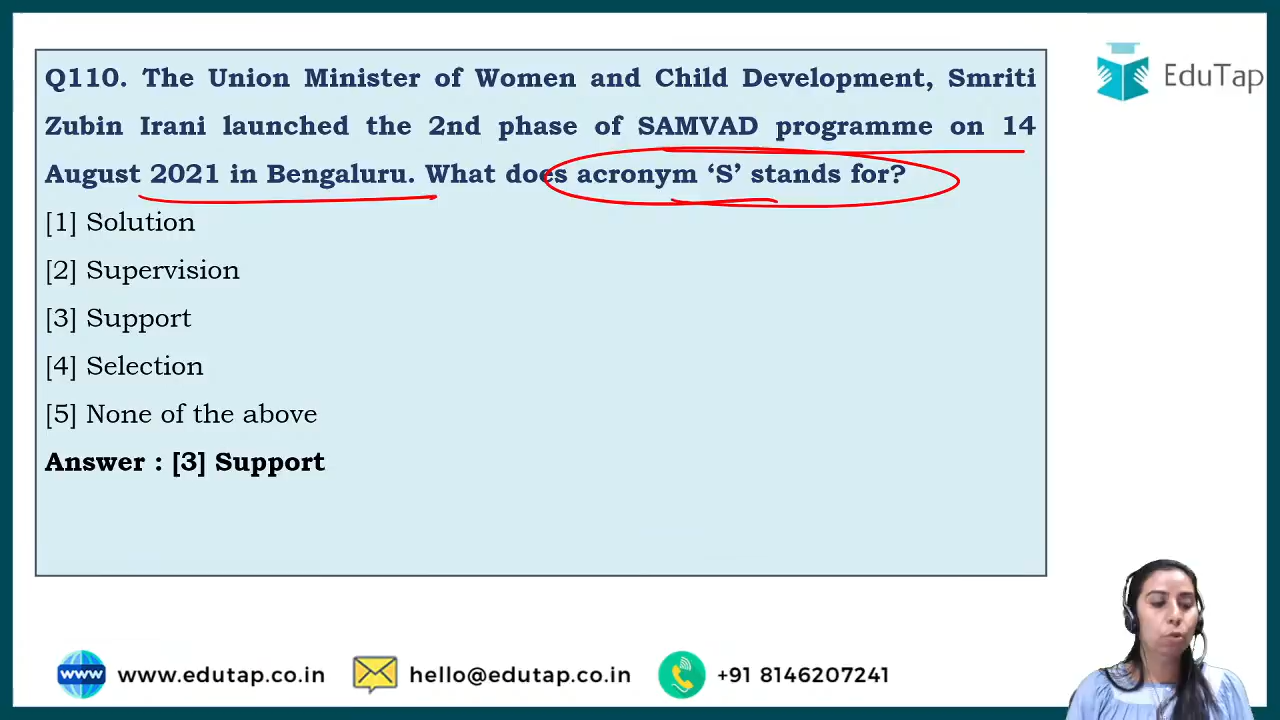 EduTap
Q110. The Union Minister of Women and Child Development, Smriti
Zubin Irani launched the 2nd phase of SAMVAD programme on 14
August 2021 in Bengaluru. What does acronym ‘S’ stands for?
[1] Solution
[2] Supervision
[3] Support
[4] Selection
[5] None of the above
Answer : [3] Support
www www.edutap.co.in hello@edutap.co.in +91 8146207241